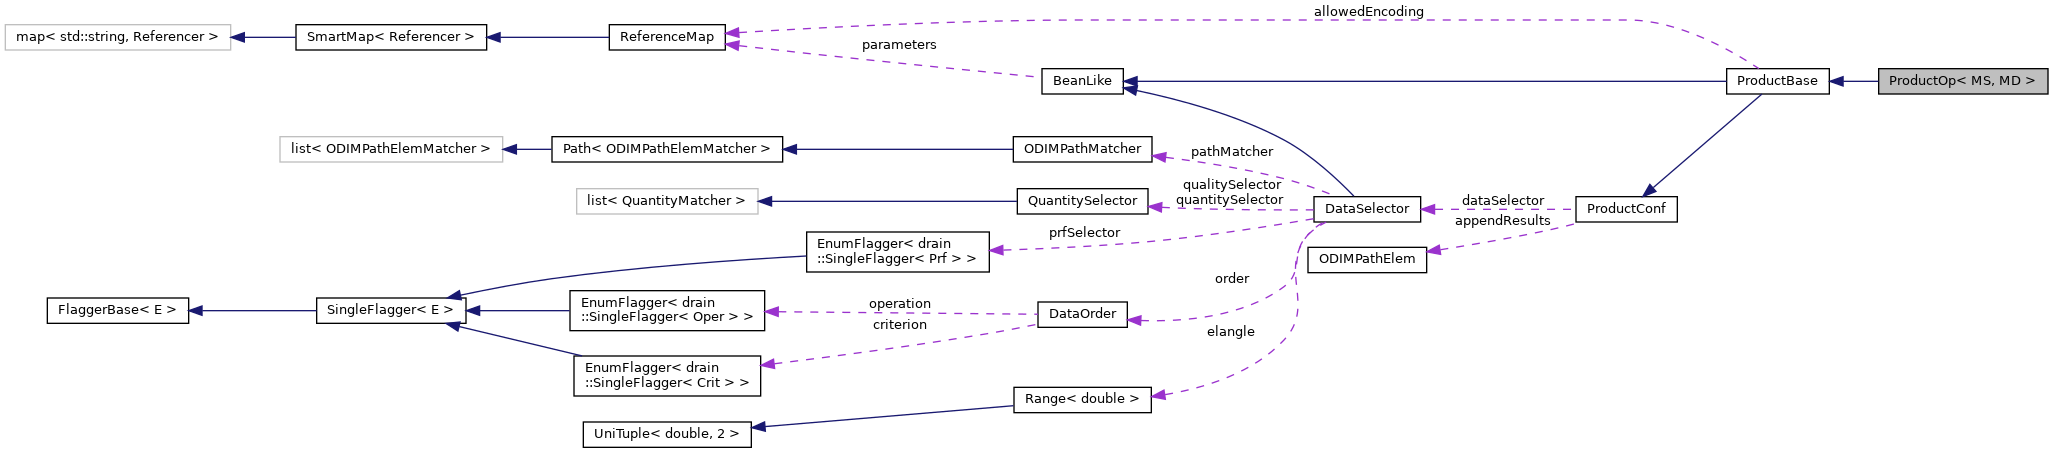 allowedEncoding
map< std::string, Referencer >
SmartMap< Referencer >
ReferenceMap
parameters
BeanLike
ProductBase
ProductOp< MS, MD >
list< ODIMPathElemMatcher >
Path< ODIMPathElemMatcher >
ODIMPathMatcher
pathMatcher
list< QuantityMatcher >
QuantitySelector
qualitySelector
quantitySelector
DataSelector
dataSelector
appendResults
ProductConf
prfSelector
EnumFlagger< drain
::SingleFlagger< Prf > >
ODIMPathElem
order
FlaggerBase< E >
SingleFlagger< E >
EnumFlagger< drain
::SingleFlagger< Oper > >
operation
criterion
DataOrder
elangle
EnumFlagger< drain
::SingleFlagger< Crit > >
Range< double >
UniTuple< double, 2 >